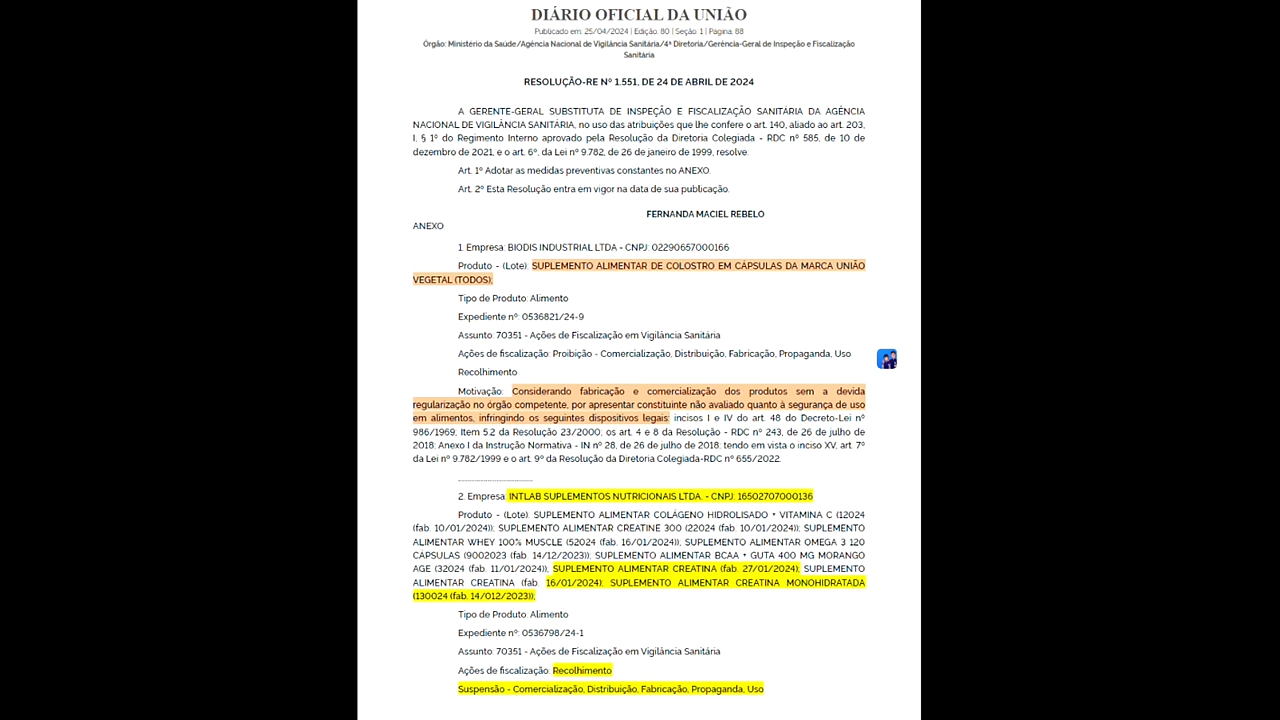 DIÁRIO OFICIAL DA UNIÃO
Publicado em: 25/04/2024 | Edição: 80 | Seção: 1 | Página: 88
Órgão: Ministério da Saúde/Agência Nacional de Vigilância Sanitária/4ª Diretoria/Gerência-Geral de Inspeção e Fiscalização
Sanitária
RESOLUÇÃO-RE Nº 1.551, DE 24 DE ABRIL DE 2024
A GERENTE-GERAL SUBSTITUTA DE INSPEÇÃO E FISCALIZAÇÃO SANITÁRIA DA AGÊNCIA
NACIONAL DE VIGILÂNCIA SANITÁRIA, no uso das atribuições que lhe confere o art. 140, aliado ao art. 203,
I, § 1º do Regimento Interno aprovado pela Resolução da Diretoria Colegiada - RDC nº 585, de 10 de
dezembro de 2021, e o art. 6º, da Lei nº 9.782, de 26 de janeiro de 1999, resolve:
Art. 1º Adotar as medidas preventivas constantes no ANEXO.
Art. 2º Esta Resolução entra em vigor na data de sua publicação.
FERNANDA MACIEL REBELO
ANEXO
1. Empresa: BIODIS INDUSTRIAL LTDA - CNPJ: 02290657000166
Produto - (Lote): SUPLEMENTO ALIMENTAR DE COLOSTRO EM CÁPSULAS DA MARCA UNIÃO
VEGETAL (TODOS);
Tipo de Produto: Alimento
Expediente nº: 0536821/24-9
Assunto: 70351 - Ações de Fiscalização em Vigilância Sanitária
Ações de fiscalização: Proibição - Comercialização, Distribuição, Fabricação, Propaganda, Uso
Recolhimento
Motivação: Considerando fabricação e comercialização dos produtos sem a devida
regularização no órgão competente, por apresentar constituinte não avaliado quanto à segurança de uso
em alimentos, infringindo os seguintes dispositivos legais: incisos I e IV do art. 48 do Decreto-Lei nº
986/1969; Item 5.2 da Resolução 23/2000; os art. 4 e 8 da Resolução - RDC nº 243, de 26 de julho de
2018; Anexo I da Instrução Normativa - IN nº 28, de 26 de julho de 2018; tendo em vista o inciso XV, art. 7º
da Lei nº 9.782/1999 e o art. 9º da Resolução da Diretoria Colegiada-RDC nº 655/2022.
2. Empresa: INTLAB SUPLEMENTOS NUTRICIONAIS LTDA. - CNPJ: 16502707000136
Produto - (Lote): SUPLEMENTO ALIMENTAR COLÁGENO HIDROLISADO + VITAMINA C (12024
(fab. 10/01/2024)); SUPLEMENTO ALIMENTAR CREATINE 300 (22024 (fab. 10/01/2024)); SUPLEMENTO
ALIMENTAR WHEY 100% MUSCLE (52024 (fab. 16/01/2024)); SUPLEMENTO ALIMENTAR OMEGA 3 120
CÁPSULAS (9002023 (fab. 14/12/2023)); SUPLEMENTO ALIMENTAR BCAA + GUTA 400 MG MORANGO
AGE (32024 (fab. 11/01/2024)); SUPLEMENTO ALIMENTAR CREATINA (fab. 27/01/2024); SUPLEMENTO
ALIMENTAR CREATINA (fab. 16/01/2024); SUPLEMENTO ALIMENTAR CREATINA MONOHIDRATADA
(130024 (fab. 14/012/2023));
Tipo de Produto: Alimento
Expediente nº: 0536798/24-1
Assunto: 70351 - Ações de Fiscalização em Vigilância Sanitária
Ações de fiscalização: Recolhimento
Suspensão - Comercialização, Distribuição, Fabricação, Propaganda, Uso